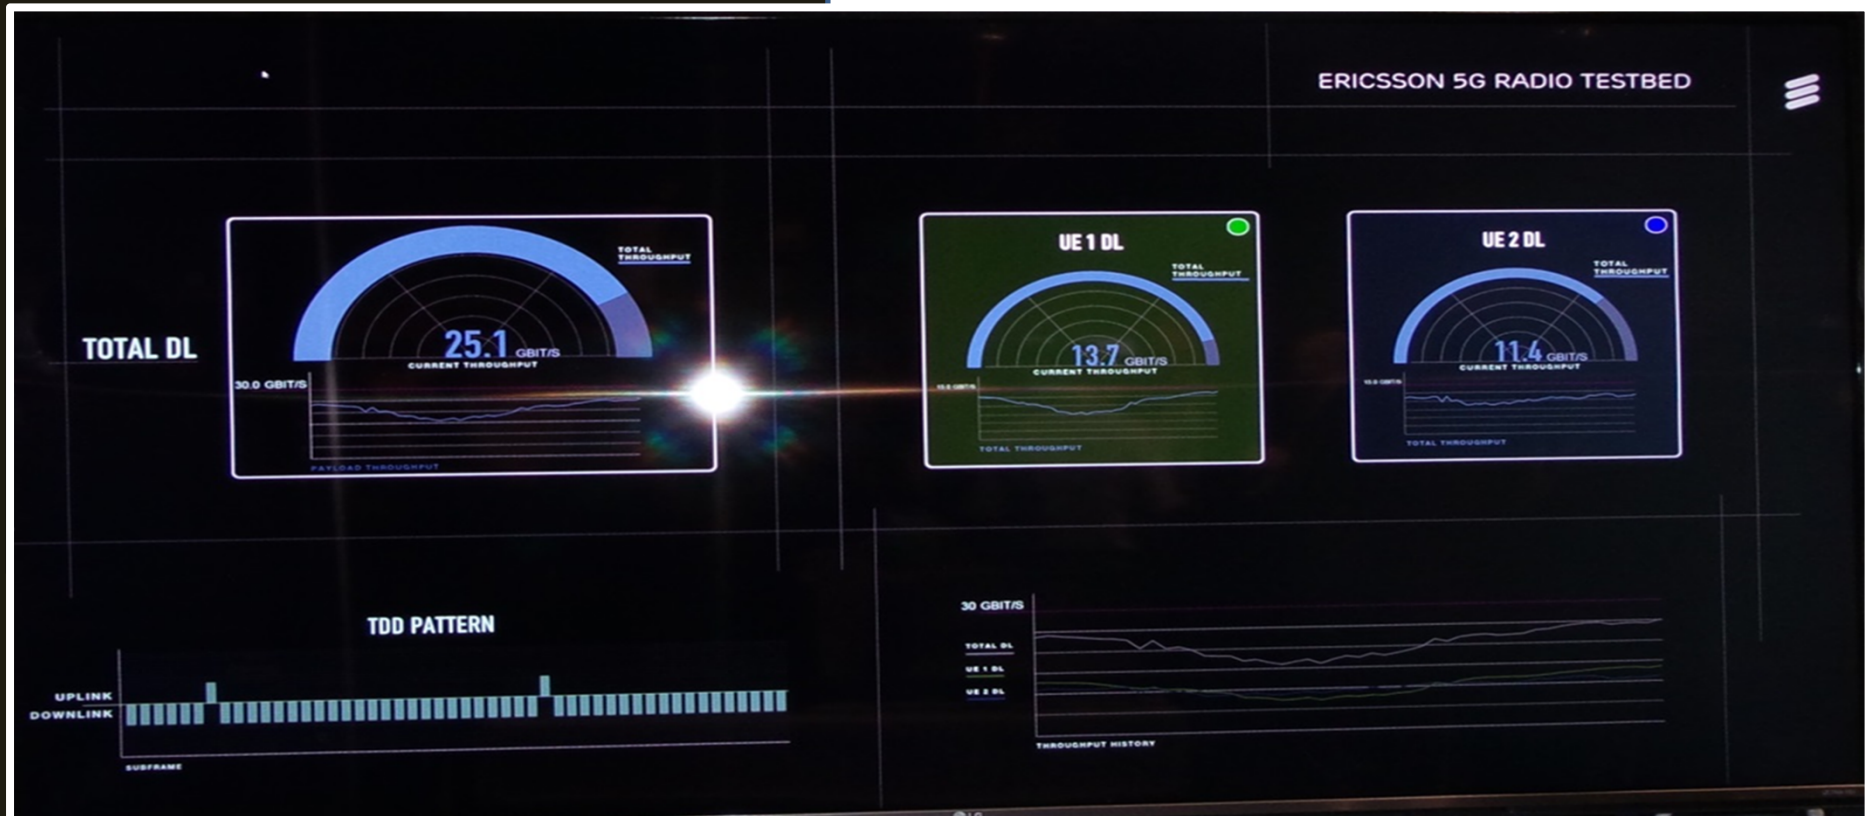 ERICSSON 5G RADIO TESTBED
TOTAL DL
TOTAL
THROUGHPUT
25.1 GBIT/S
CURRENT THROUGHPUT
30.0 GBIT/S
PAYLOAD THROUGHPUT
UE 1 DL
TOTAL
THROUGHPUT
13.7 GBIT/S
CURRENT THROUGHPUT
TOTAL THROUGHPUT
UE 2 DL
TOTAL
THROUGHPUT
11.4 GBIT/S
CURRENT THROUGHPUT
TOTAL THROUGHPUT
TDD PATTERN
UPLINK
DOWNLINK
SUBFRAME
30 GBIT/S
TOTAL DL
UE 1 DL
UE 2 DL
THROUGHPUT HISTORY
LG